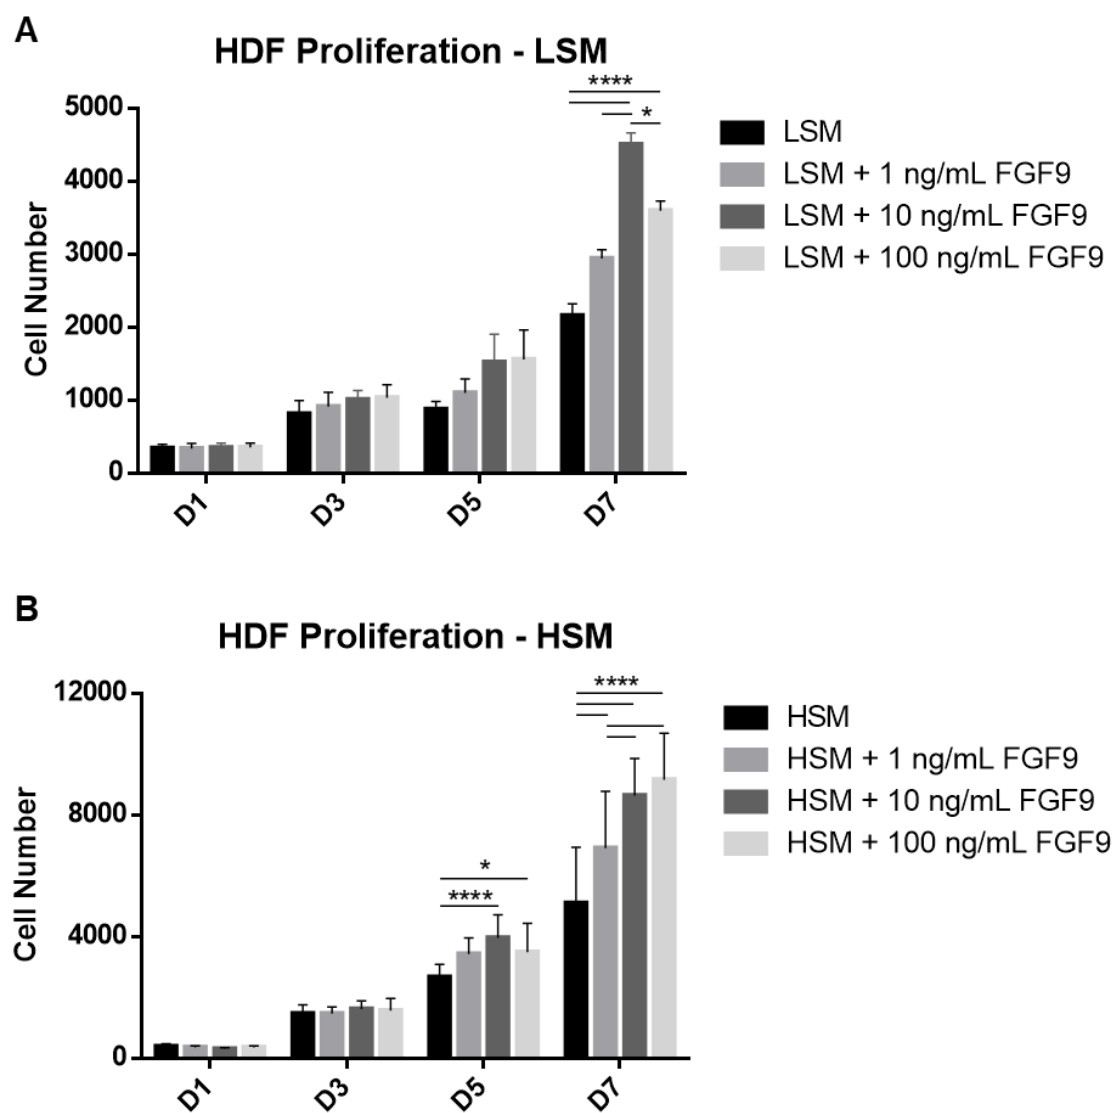 A
HDF Proliferation - LSM
Cell Number
5000
4000
3000
2000
1000
0
D1
D3
D5
D7
****
*
LSM
LSM + 1 ng/mL FGF9
LSM + 10 ng/mL FGF9
LSM + 100 ng/mL FGF9
B
HDF Proliferation - HSM
Cell Number
12000
8000
4000
0
D1
D3
D5
D7
*
****
****
HSM
HSM + 1 ng/mL FGF9
HSM + 10 ng/mL FGF9
HSM + 100 ng/mL FGF9